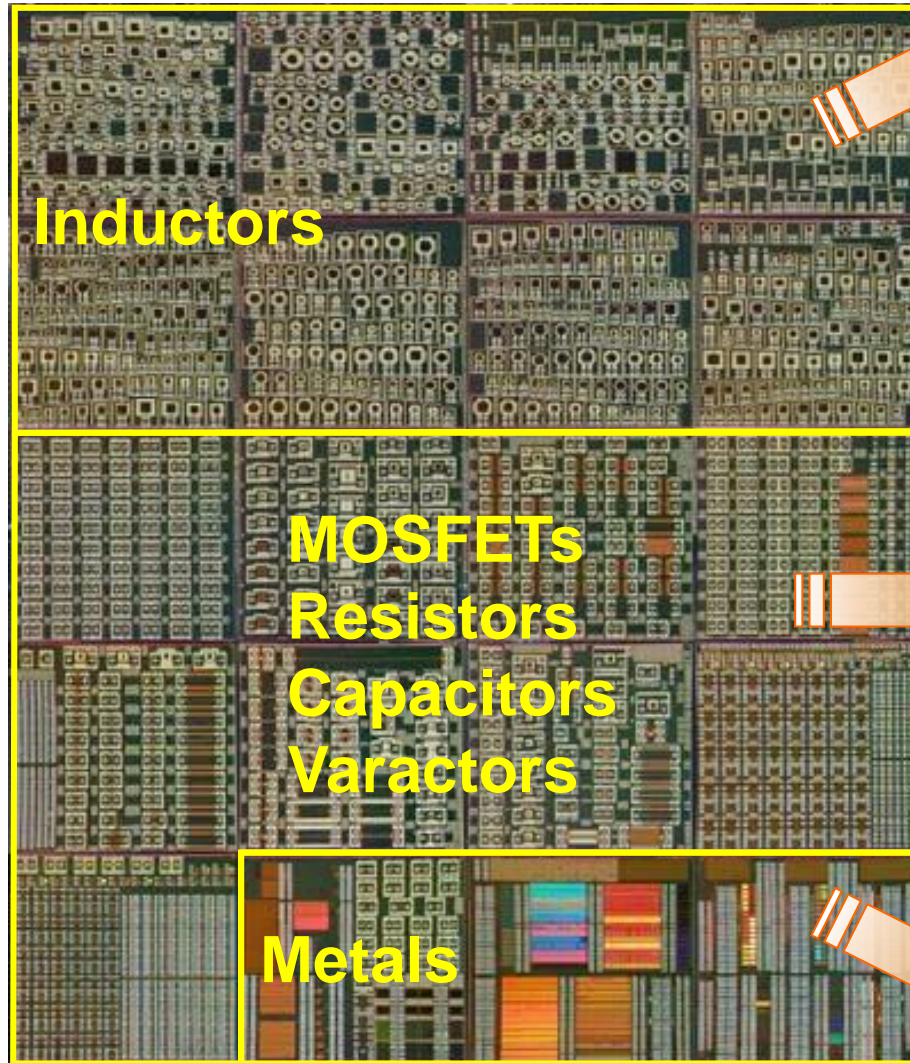 Inductors
MOSFETs
Resistors
Capacitors
Varactors
Metals